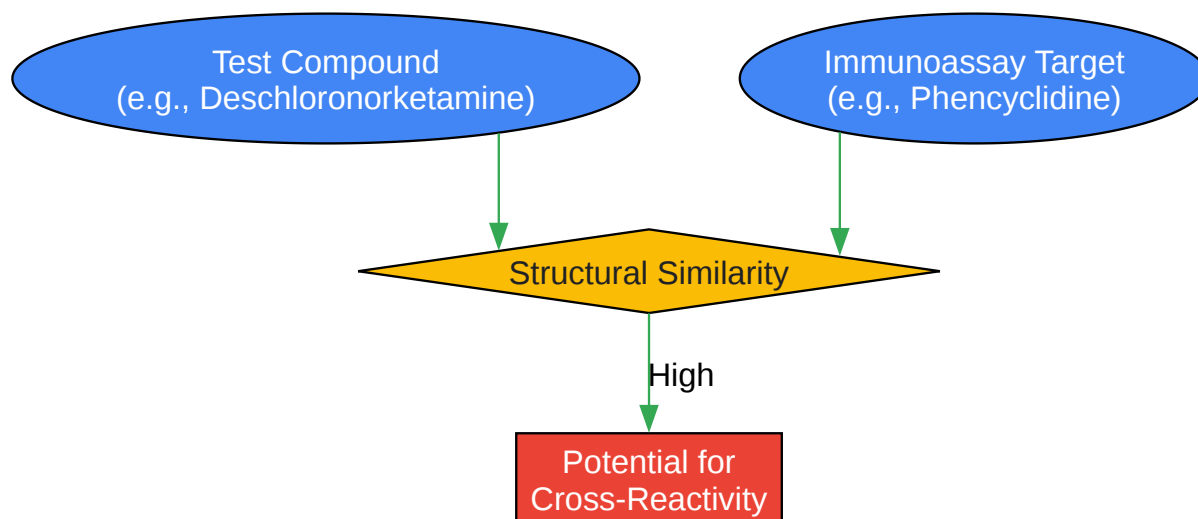 Test Compound
(e.g., Deschloronorketamine)
Immunoassay Target
(e.g., Phencyclidine)
Structural Similarity
High
Potential for
Cross-Reactivity